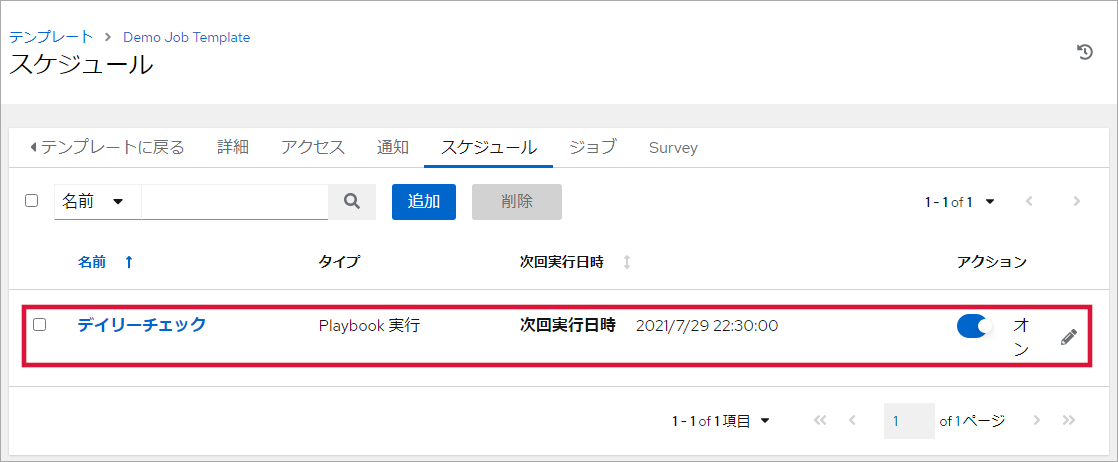 テンプレート > Demo Job Template
スケジュール
テンプレートに戻る 詳細 アクセス 通知 スケジュール ジョブ Survey
名前 追加 削除 1 - 1 of 1
名前 タイプ 次回実行日時 アクション
デイリーチェック Playbook 実行 次回実行日時 2021/7/29 22:30:00 オン
1 - 1 of 1 項目 1 of 1 ページ